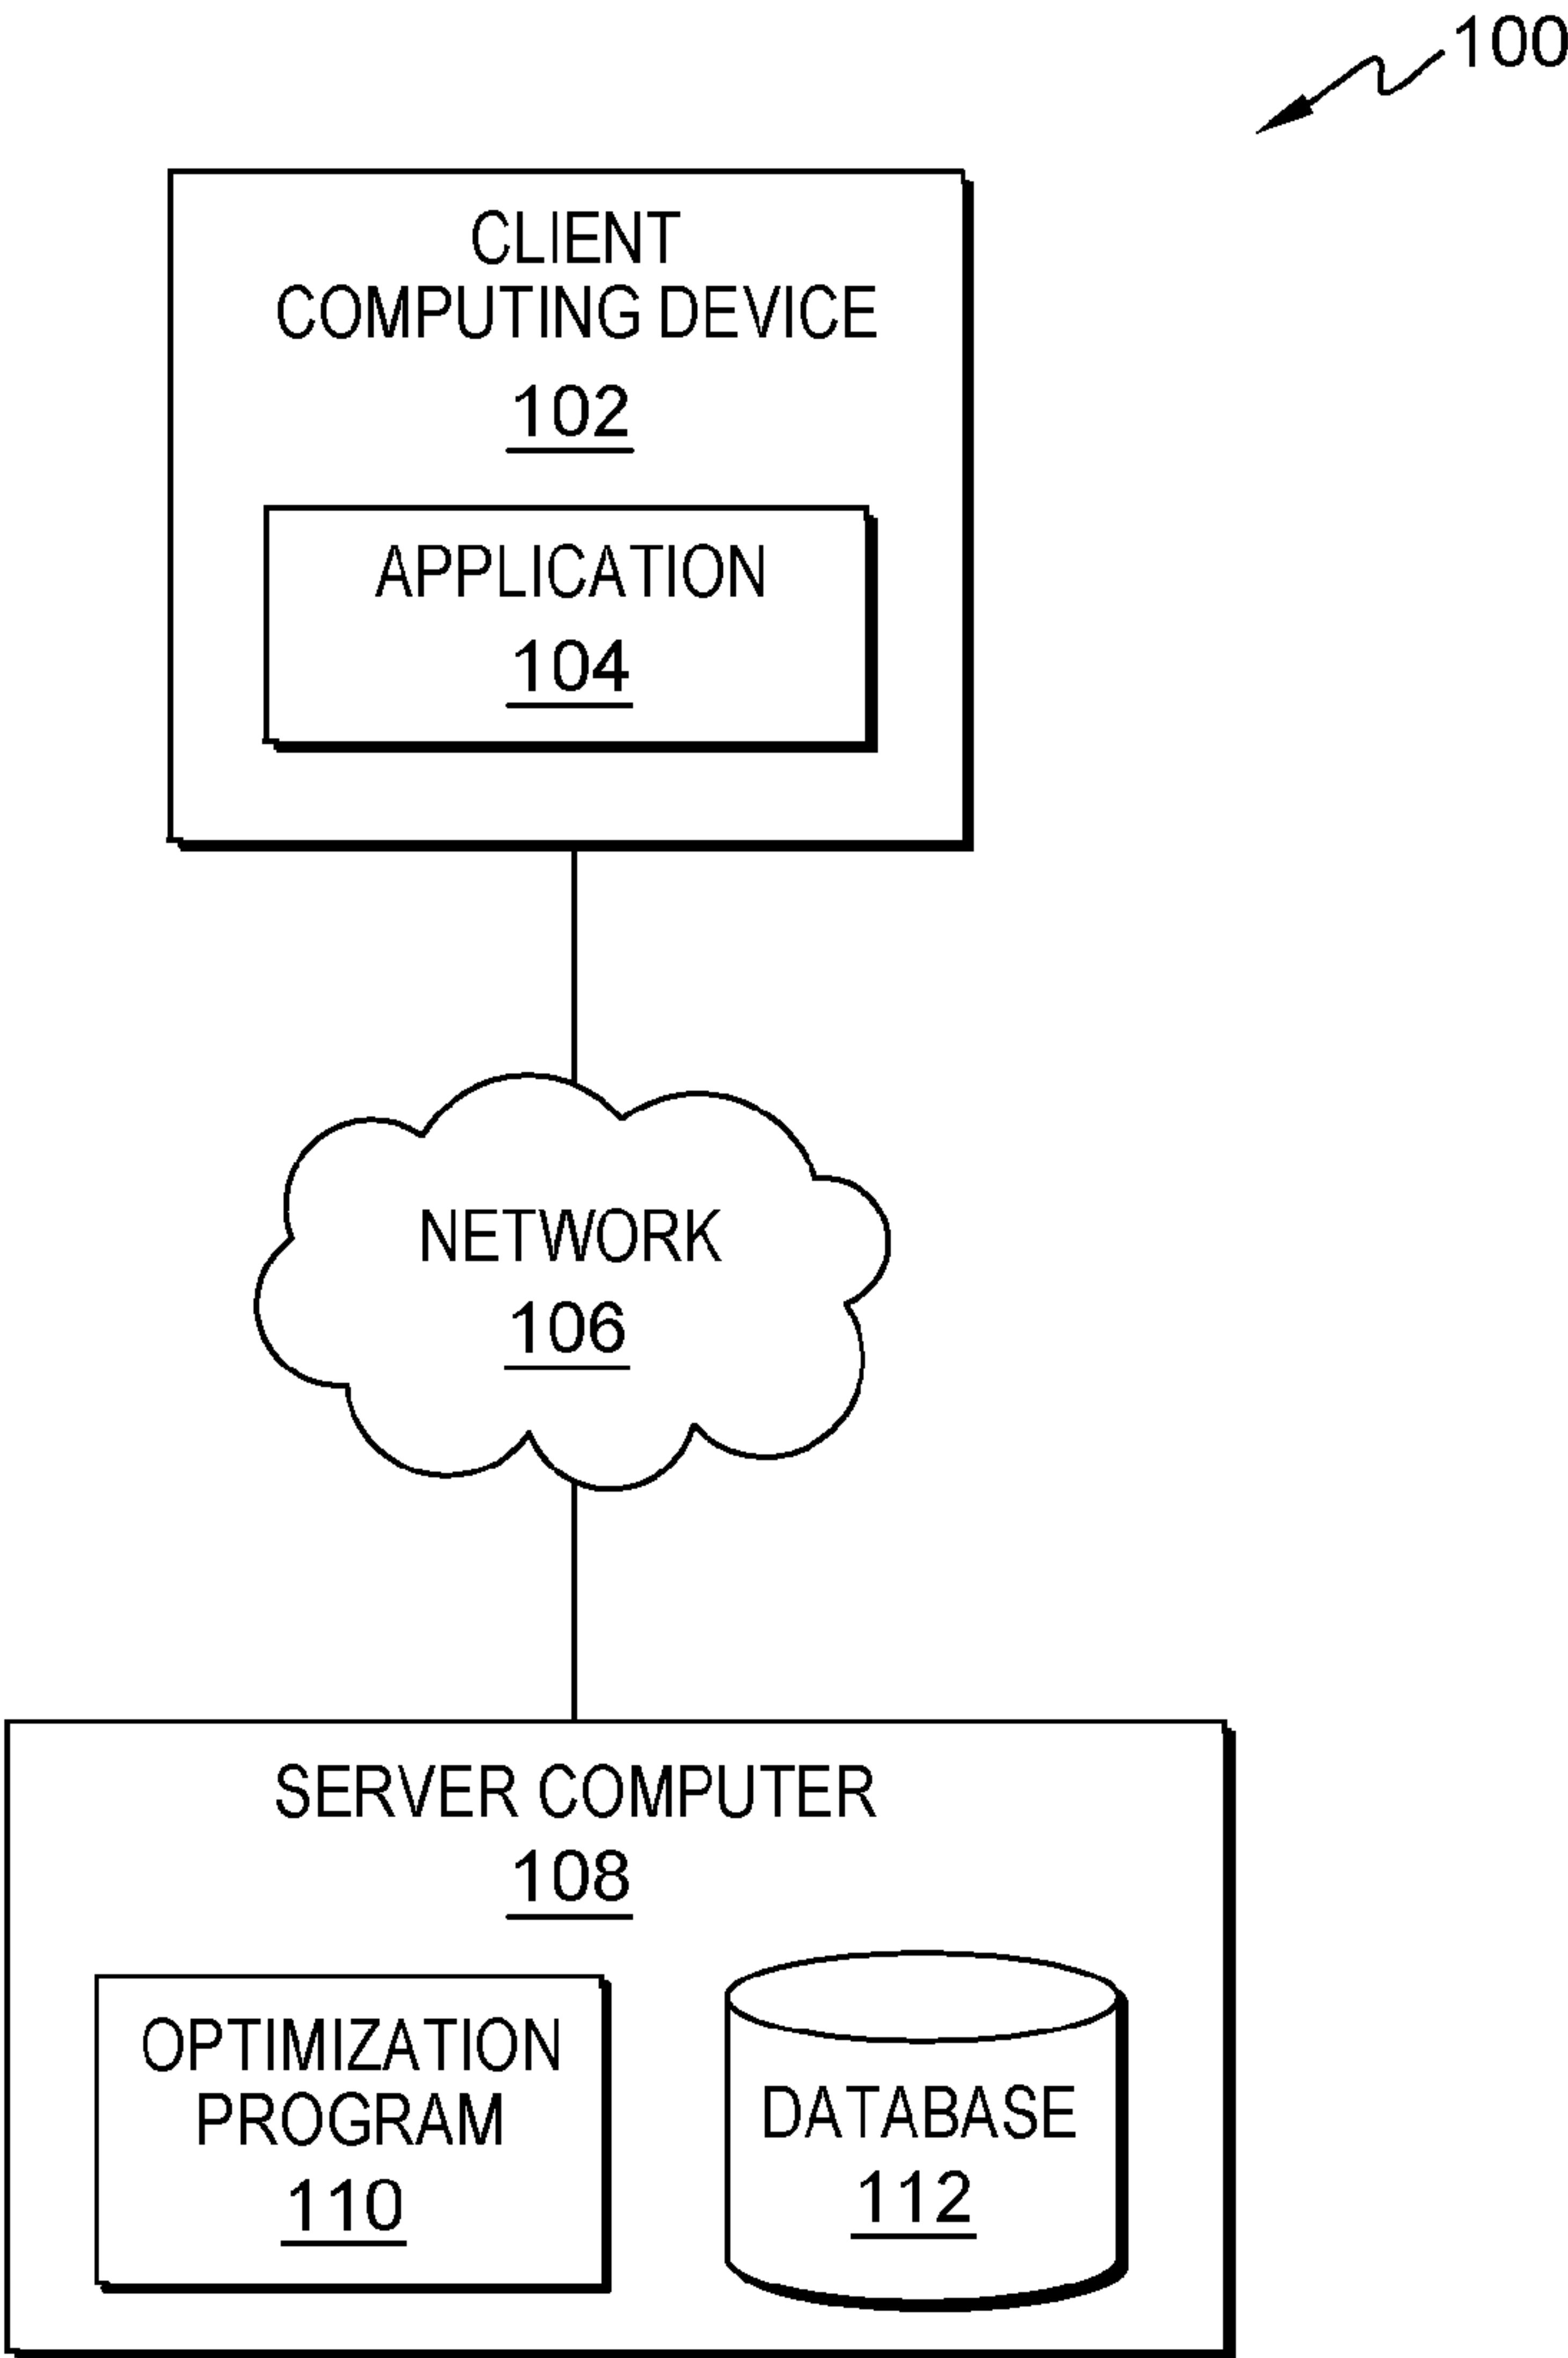 100
CLIENT
COMPUTING DEVICE
102
APPLICATION
104
NETWORK
106
SERVER COMPUTER
108
OPTIMIZATION
PROGRAM
110
DATABASE
112